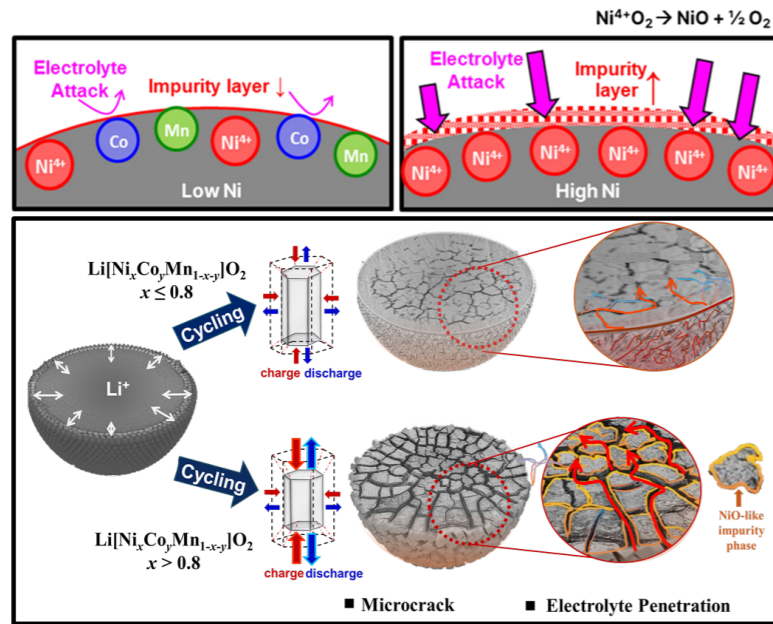 Ni⁴⁺O₂ → NiO + ½ O₂
Electrolyte
Attack
Impurity layer ↓
Co
Mn
Ni⁴⁺
Co
Ni⁴⁺
Mn
Low Ni
Electrolyte
Attack
Impurity
layer ↑
Ni⁴⁺
Ni⁴⁺
Ni⁴⁺
Ni⁴⁺
Ni⁴⁺
Ni⁴⁺
High Ni
Li[NiₓCoᵧMn₁₋ₓ₋ᵧ]O₂
x ≤ 0.8
Cycling
charge discharge
Li⁺
Cycling
Li[NiₓCoᵧMn₁₋ₓ₋ᵧ]O₂
x > 0.8
charge discharge
NiO-like
impurity
phase
■ Microcrack
■ Electrolyte Penetration